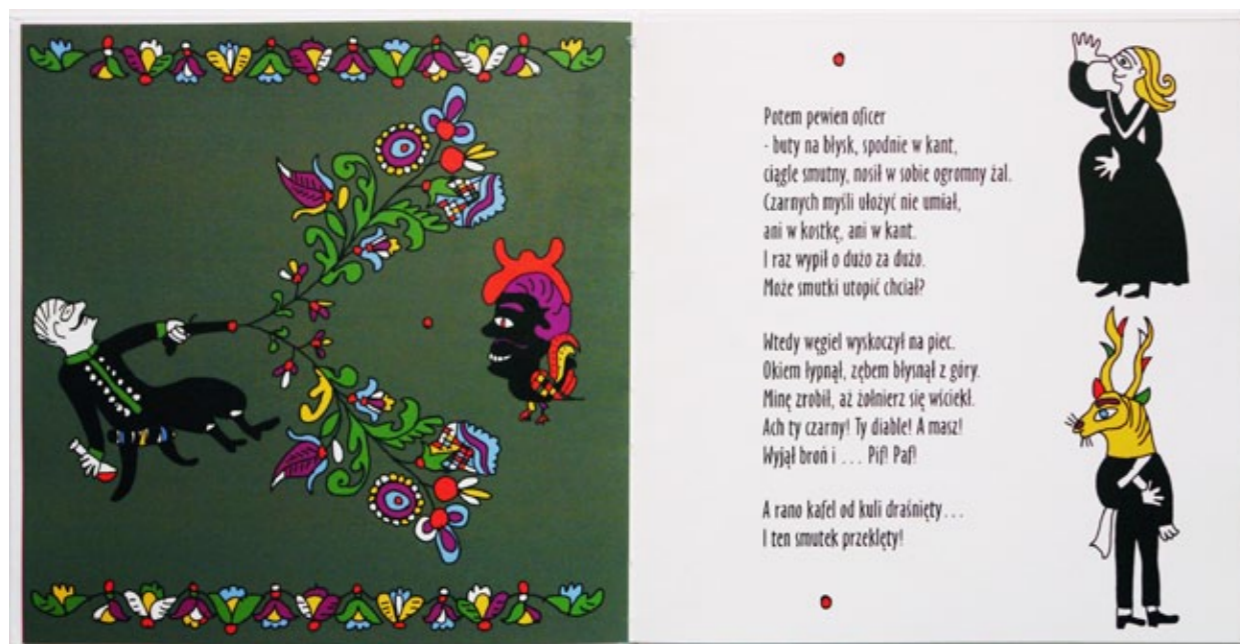 Potem pewien oficer
- buty na błysk, spodnie w kant,
ciągle smutny, nosił w sobie ogromny żal.
Czarnych myśli ułożyć nie umiał,
ani w kostkę, ani w kant.
I raz wypił o dużo za dużo.
Może smutki utopić chciał?
Wtedy węgiel wyskoczył na piec.
Okiem łypnął, zębem błysnął z góry.
Minę zrobił, aż żołnierz się wściekł.
Ach ty czarny! Ty diable! A masz!
Wyjął broń i ... Pif! Paf!
A rano kafel od kuli draśnięty...
I ten smutek przeklęty!